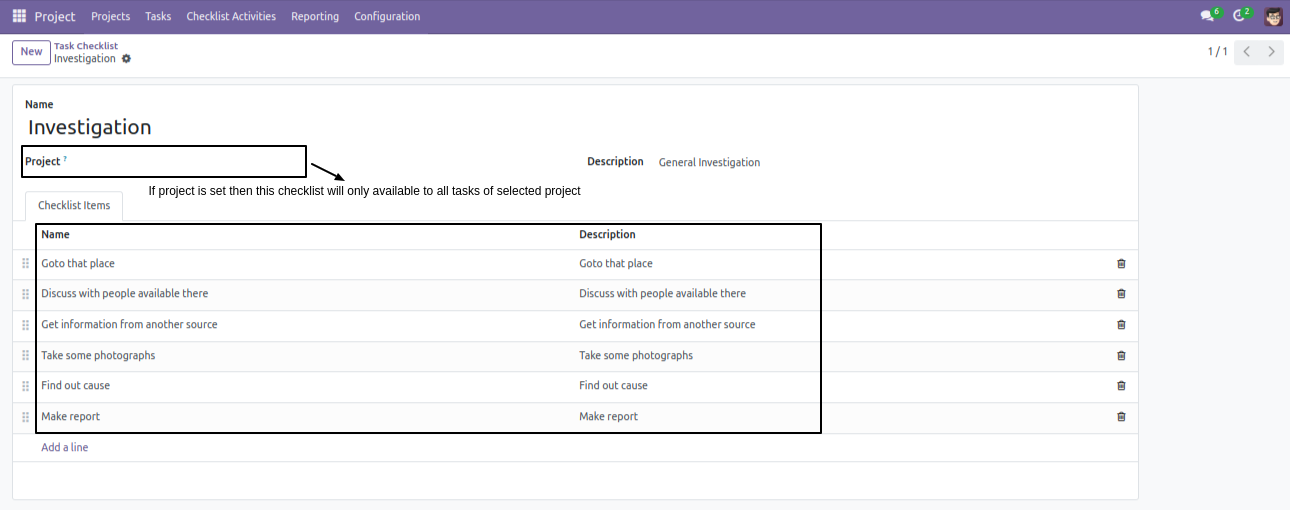 Project Projects Tasks Checklist Activities Reporting Configuration 6 2
New Task Checklist
Investigation 1 / 1
Name
Investigation
Project ? Description General Investigation
If project is set then this checklist will only available to all tasks of selected project
Checklist Items
Name Description
Goto that place Goto that place
Discuss with people available there Discuss with people available there
Get information from another source Get information from another source
Take some photographs Take some photographs
Find out cause Find out cause
Make report Make report
Add a line